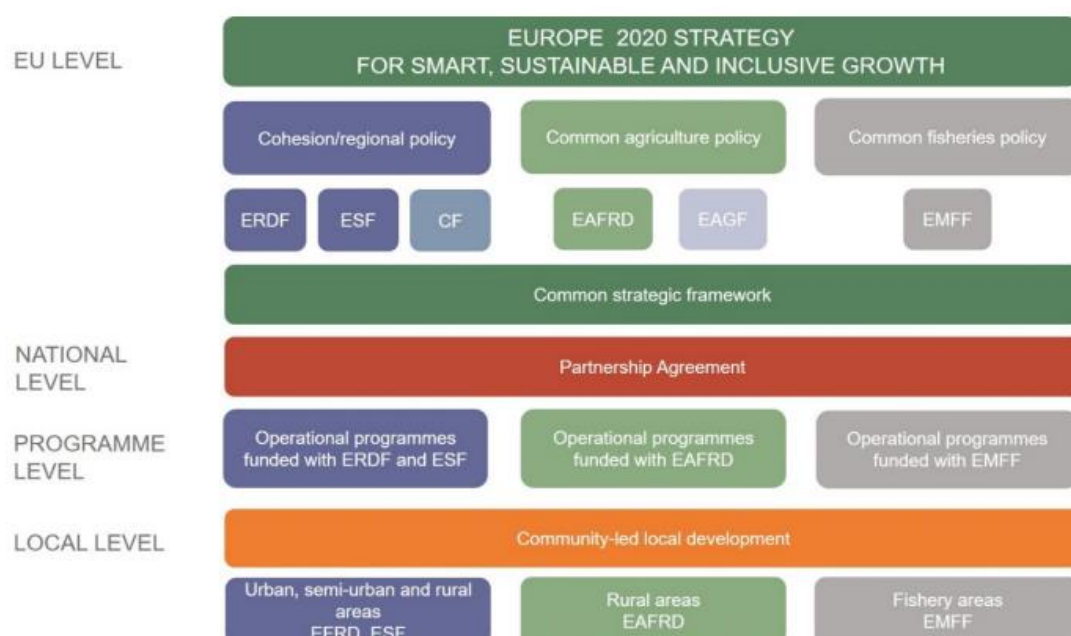 EU LEVEL
EUROPE 2020 STRATEGY
FOR SMART, SUSTAINABLE AND INCLUSIVE GROWTH
Cohesion/regional policy
Common agriculture policy
Common fisheries policy
ERDF
ESF
CF
EAFRD
EAGF
EMFF
Common strategic framework
NATIONAL
LEVEL
Partnership Agreement
PROGRAMME
LEVEL
Operational programmes
funded with ERDF and ESF
Operational programmes
funded with EAFRD
Operational programmes
funded with EMFF
LOCAL LEVEL
Community-led local development
Urban, semi-urban and rural
areas
EFRD, ESF
Rural areas
EAFRD
Fishery areas
EMFF